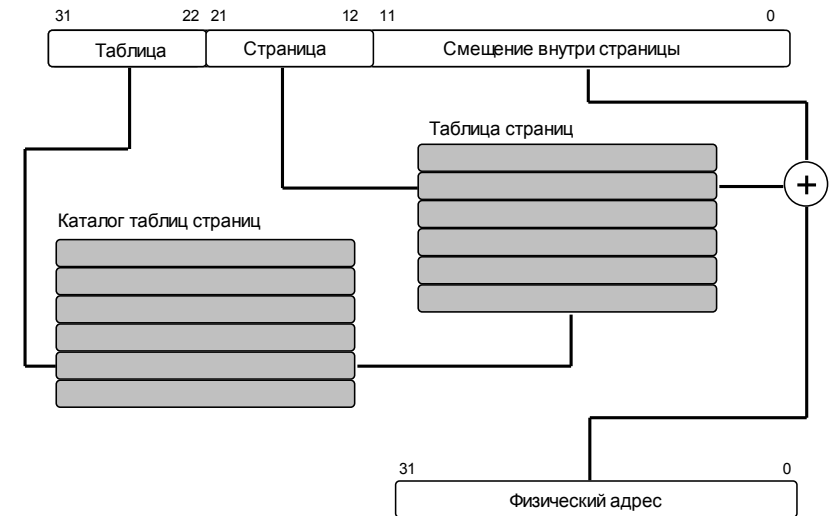 31 22 21 12 11 0
Таблица Страница Смещение внутри страницы
Таблица страниц
+
Каталог таблиц страниц
31 0
Физический адрес